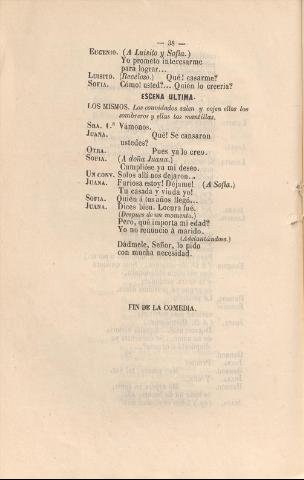 — 38 —
EUGENIO. (A Luisito y Sofía.)
Yo prometo interesarme
para lograr...
LUISITO. (Receloso.) Qué! casarme?
SOFIA. Cómo! usted?... Quién lo creeria?
ESCENA ULTIMA.
LOS MISMOS. Los convidados salen y cojen ellos los
sombreros y ellas las mantillas.
SRA. 1.ª Vámonos.
JUANA. Qué! Se cansaron
ustedes?
OTRA. Pues ya lo creo.
SOFIA. (A doña Juana.)
Cumplióse ya mi deseo.
UN CONV. Solos allí nos dejaron...
JUANA. Furiosa estoy! Déjame! (A Sofía.)
Tú casada y viuda yo!
SOFIA. Quién á tus años llegó...
JUANA. Dices bien. Locura fué.
(Despues de un momento.)
Pero, qué importa mi edad?
Yo no renuncio á marido.
(Adelantándose.)
Dádmele, Señor, lo pido
con mucha necesidad.
FIN DE LA COMEDIA.